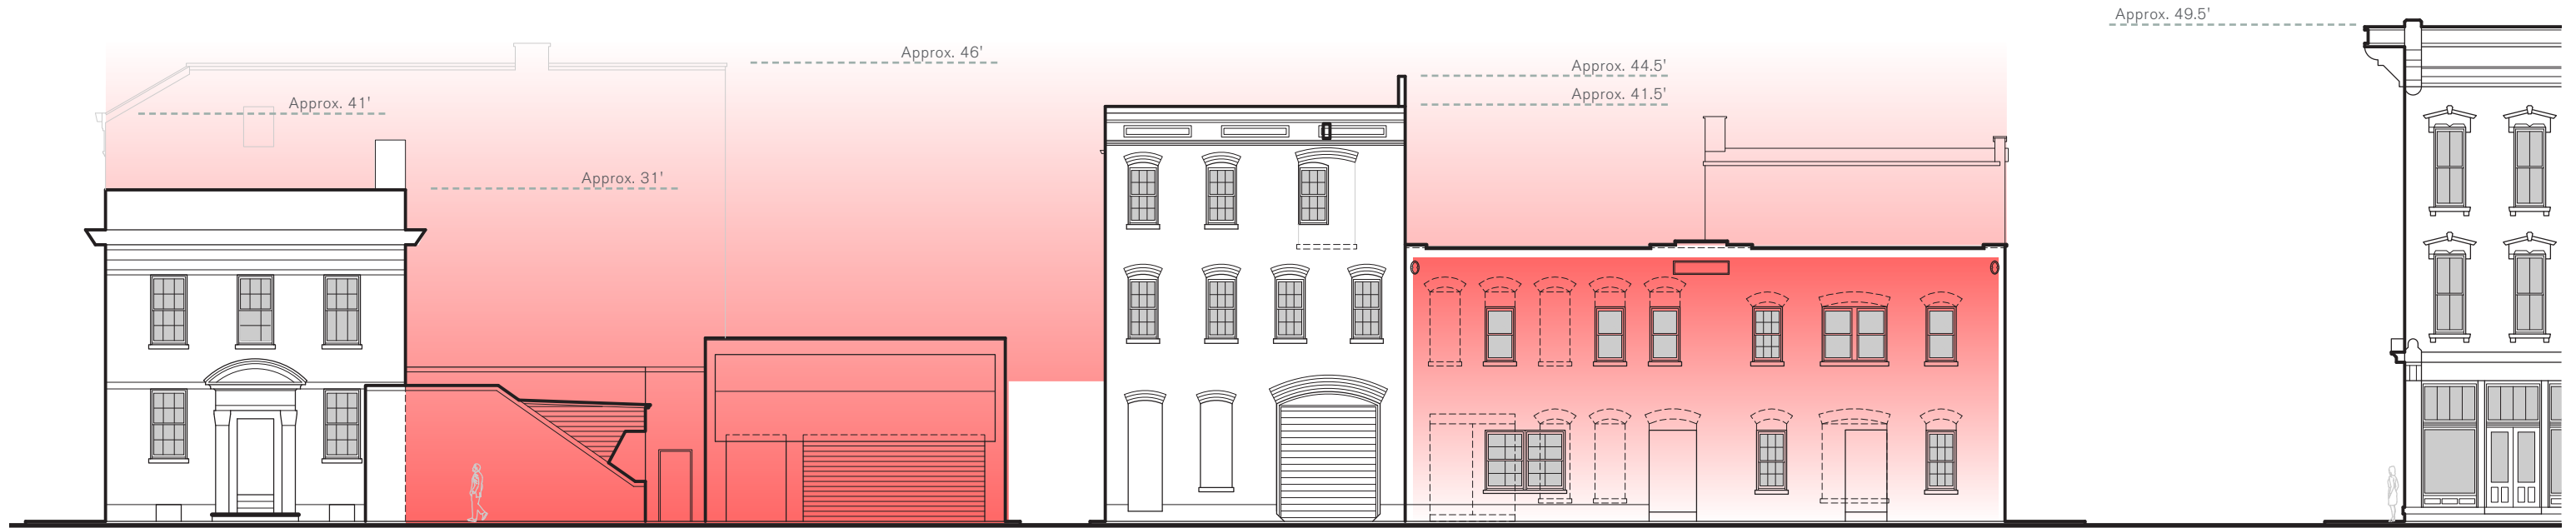 Approx. 49.5'
Approx. 46'
Approx. 44.5'
Approx. 41.5'
Approx. 41'
Approx. 31'